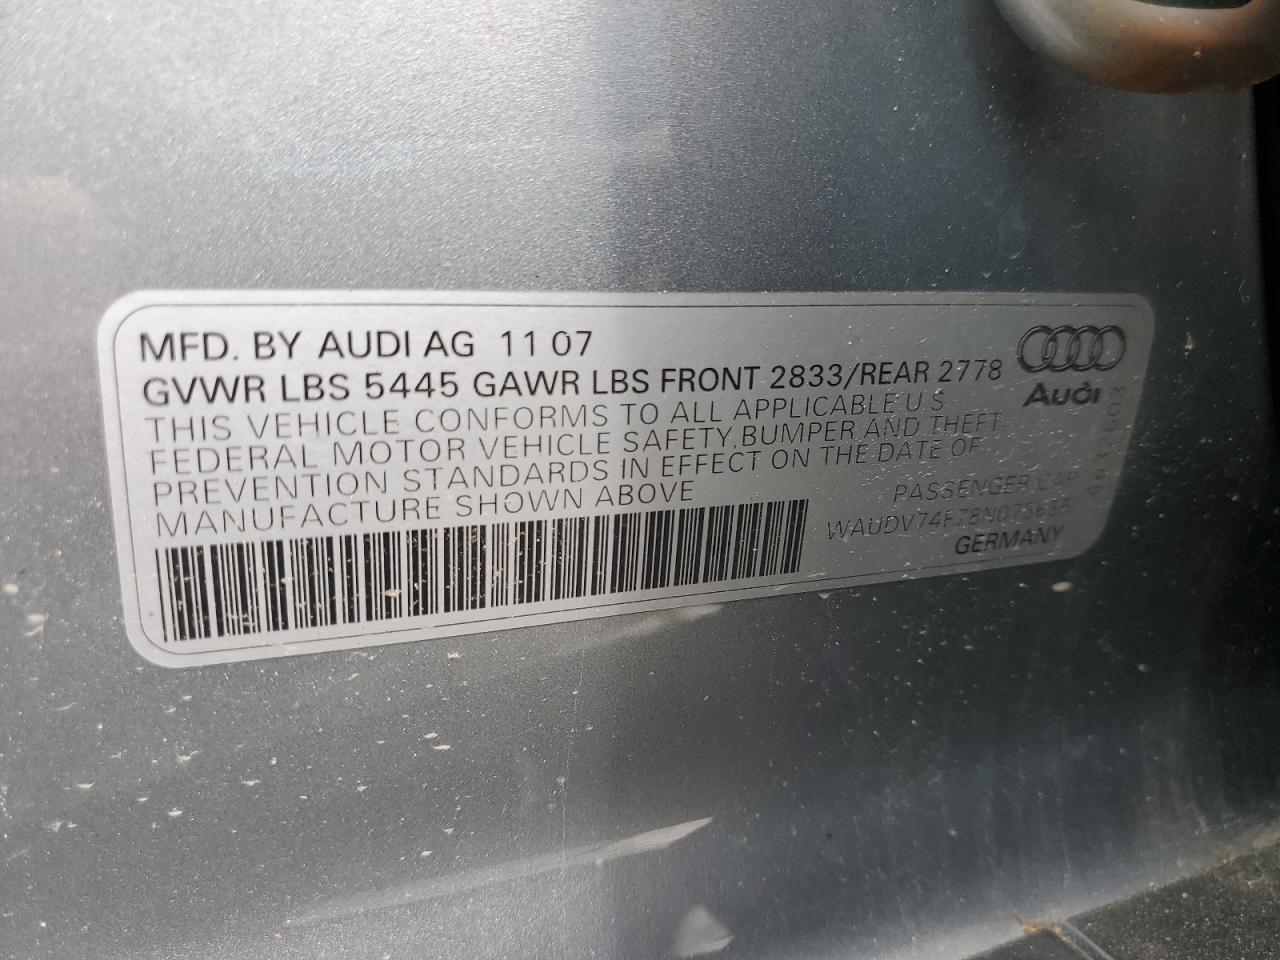 MFD. BY AUDI AG 11 07
GVWR LBS 5445 GAWR LBS FRONT 2833/REAR 2778
THIS VEHICLE CONFORMS TO ALL APPLICABLE U S
FEDERAL MOTOR VEHICLE SAFETY, BUMPER AND THEFT
PREVENTION STANDARDS IN EFFECT ON THE DATE OF
MANUFACTURE SHOWN ABOVE
PASSENGER CAR
GERMANY
Audi